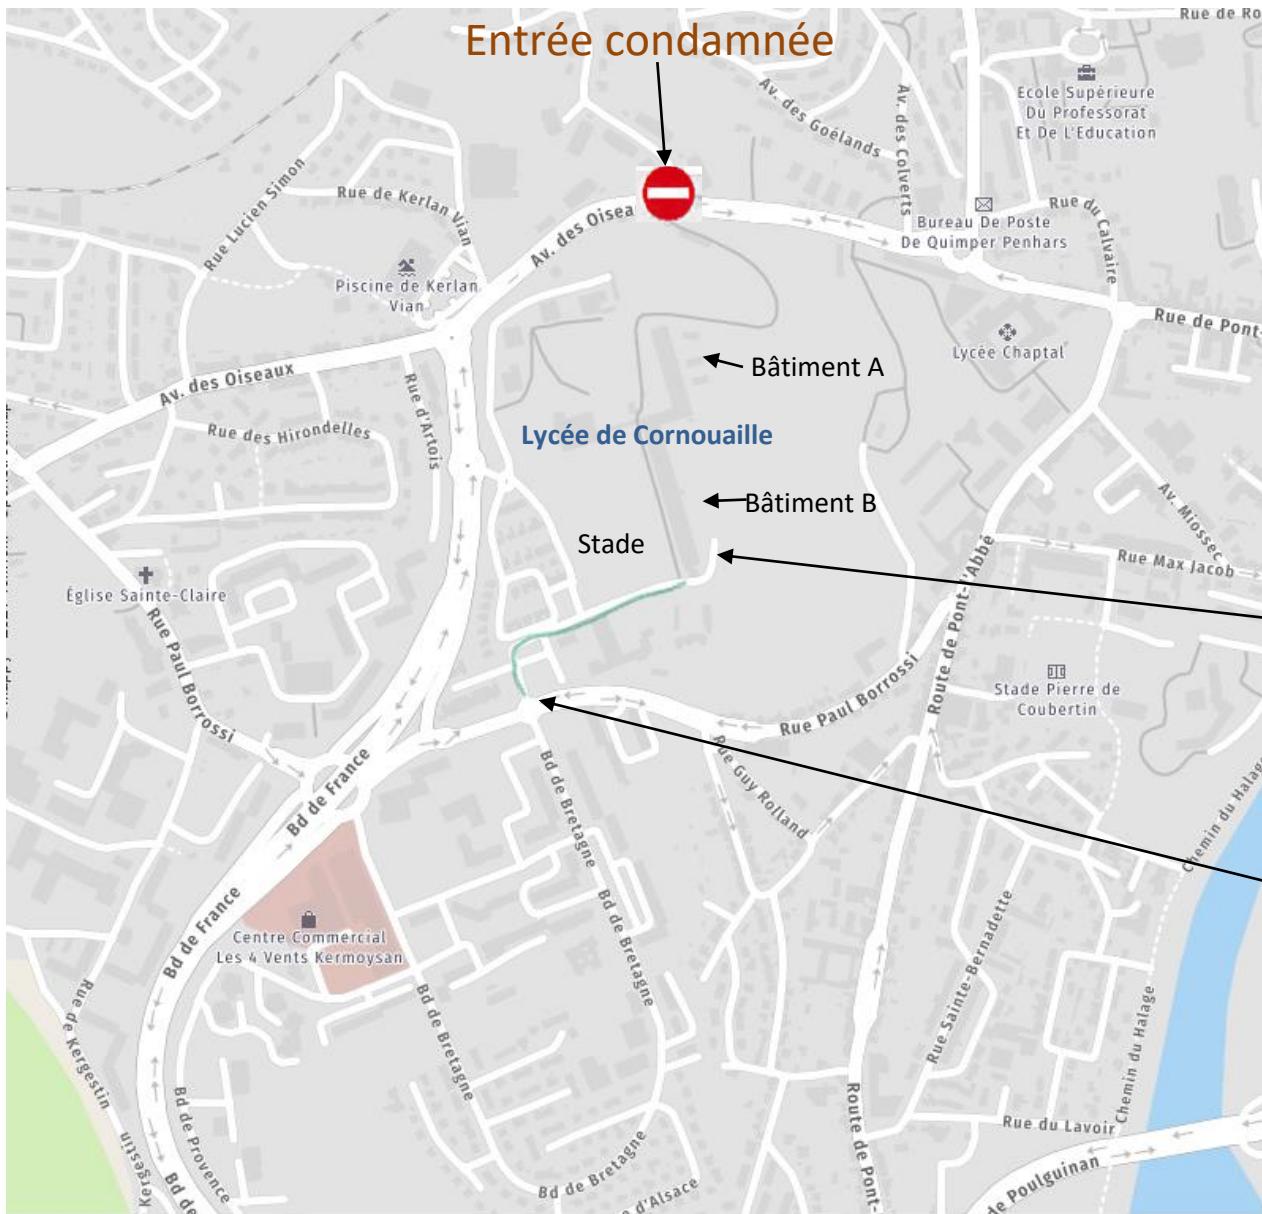 Rue de Ro
Entrée condamnée
Ecole Supérieure
Du Professorat
Et De L'Education
Av. des Goélands
Av. des Colverts
Rue Lucien Simon
Rue de Kerlan Vian
Av. des Oisea
Bureau De Poste
De Quimper Penhars
Rue du Calvaire
Piscine de Kerlan
Vian
Rue de Pont-
Lycée Chaptal
Bâtiment A
Av. des Oiseaux
Rue d'Artois
Rue des Hirondelles
Lycée de Cornouaille
Bâtiment B
Av. Miossec
Stade
Rue Max Jacob
Église Sainte-Claire
Route de Pont-l'Abbé
Rue Paul Borrossi
Stade Pierre de
Coubertin
Rue Paul Borrossi
Rue Guy Rolland
Bd de France
Bd de Bretagne
Chemin du Halage
Bd de France
Centre Commercial
Les 4 Vents Kermoysan
Bd de Bretagne
Rue Sainte-Bernadette
Rue de Kergestin
Bd de Bretagne
Chemin du Halage
Bd de Provence
Route de Pont-
Rue du Lavoir
Kergestin
Bd de
Bd de Bretagne
d'Alsace
de Poulguinan